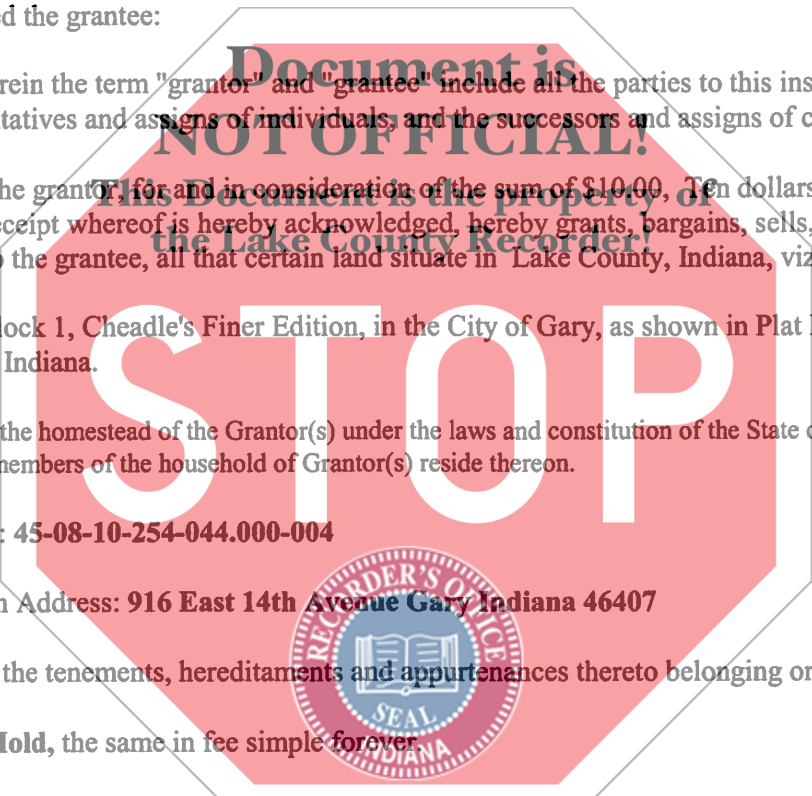 ed the grantee:
Document is
rein the term "grantor" and "grantee" include all the parties to this ins
tatives and assigns of individuals, and the successors and assigns of c
NOT OFFICIAL!
he grantor, for and in consideration of the sum of $10.00, Ten dollars
This Document is the property of
eceipt whereof is hereby acknowledged, hereby grants, bargains, sells,
the Lake County Recorder!
o the grantee, all that certain land situate in Lake County, Indiana, viz
lock 1, Cheadle's Finer Edition, in the City of Gary, as shown in Plat
Indiana.
STOP
the homestead of the Grantor(s) under the laws and constitution of the State o
members of the household of Grantor(s) reside thereon.
: 45-08-10-254-044.000-004
n Address: 916 East 14th Avenue Gary Indiana 46407
RECORDER'S OFFICE
the tenements, hereditaments and appurtenances thereto belonging or
SEAL
INDIANA
Hold, the same in fee simple forever.